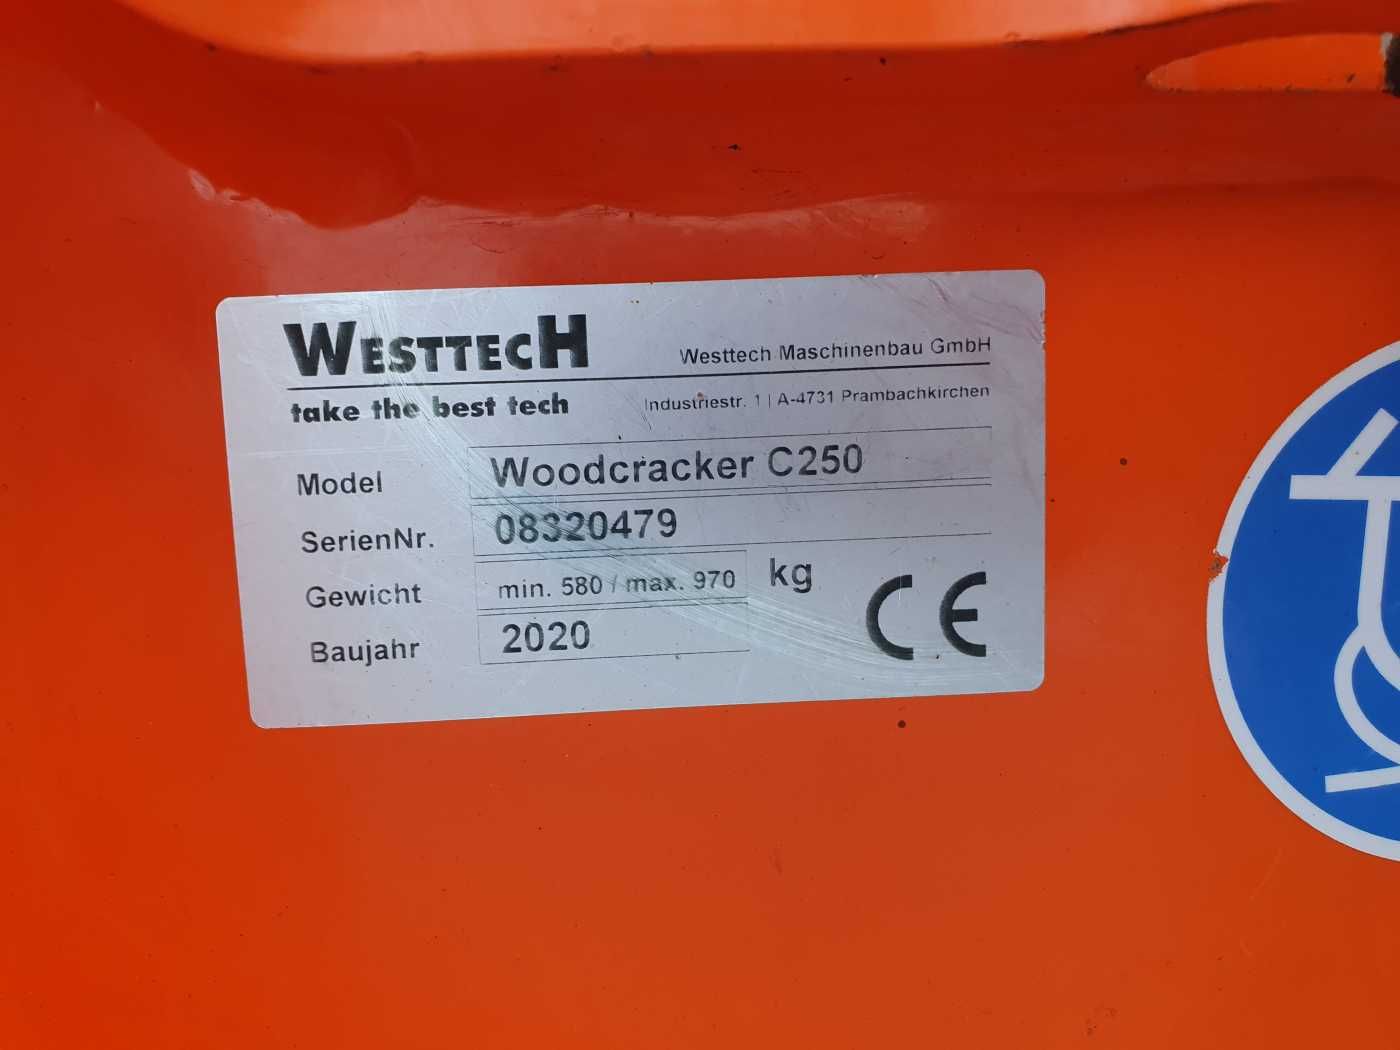 WESTTECH
Westtech Maschinenbau GmbH
take the best tech
Industriestr. 1 | A-4731 Prambachkirchen
Model Woodcracker C250
SerienNr. 08320479
Gewicht min. 580 / max. 970 kg
Baujahr 2020
CE